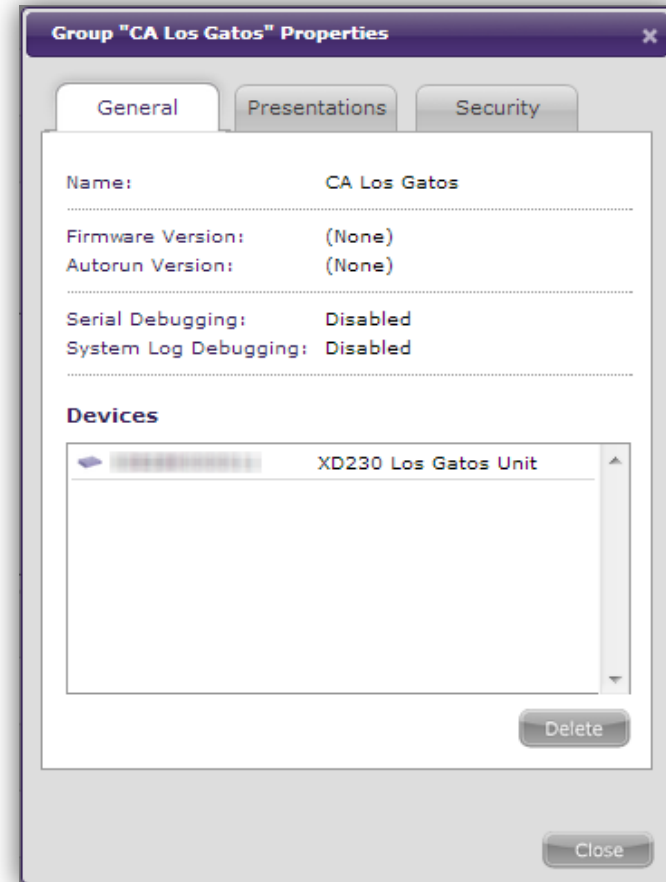 Group "CA Los Gatos" Properties
General Presentations Security
Name: CA Los Gatos
Firmware Version: (None)
Autorun Version: (None)
Serial Debugging: Disabled
System Log Debugging: Disabled
Devices
XD230 Los Gatos Unit
Delete
Close